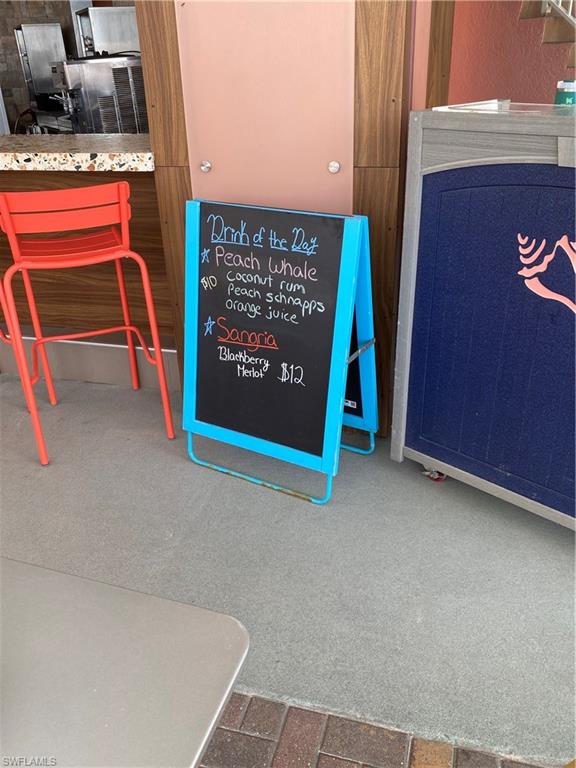 Drink of the Day
Peach Whale
$10
Coconut rum
Peach schnapps
orange juice
Sangria
Blackberry
Merlot
$12
SWFLAMLS